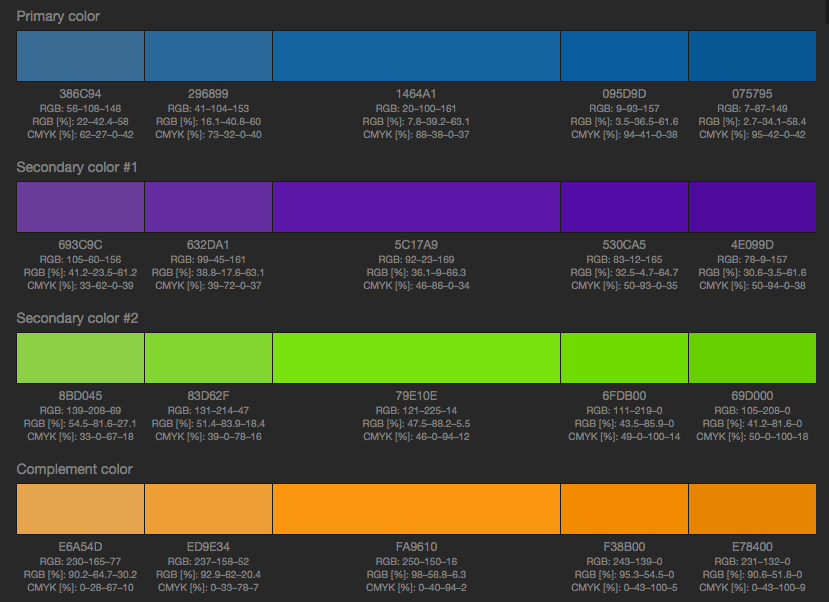 Primary color
386C94 296899 1464A1 095D9D 075795
RGB: 56–108–148 RGB: 41–104–153 RGB: 20–100–161 RGB: 9–93–157 RGB: 7–87–149
RGB [%]: 22–42.4–58 RGB [%]: 16.1–40.8–60 RGB [%]: 7.8–39.2–63.1 RGB [%]: 3.5–36.5–61.6 RGB [%]: 2.7–34.1–58.4
CMYK [%]: 62–27–0–42 CMYK [%]: 73–32–0–40 CMYK [%]: 88–38–0–37 CMYK [%]: 94–41–0–38 CMYK [%]: 95–42–0–42
Secondary color #1
693C9C 632DA1 5C17A9 530CA5 4E099D
RGB: 105–60–156 RGB: 99–45–161 RGB: 92–23–169 RGB: 83–12–165 RGB: 78–9–157
RGB [%]: 41.2–23.5–61.2 RGB [%]: 38.8–17.6–63.1 RGB [%]: 36.1–9–66.3 RGB [%]: 32.5–4.7–64.7 RGB [%]: 30.6–3.5–61.6
CMYK [%]: 33–62–0–39 CMYK [%]: 39–72–0–37 CMYK [%]: 46–86–0–34 CMYK [%]: 50–93–0–35 CMYK [%]: 50–94–0–38
Secondary color #2
8BD045 83D62F 79E10E 6FDB00 69D000
RGB: 139–208–69 RGB: 131–214–47 RGB: 121–225–14 RGB: 111–219–0 RGB: 105–208–0
RGB [%]: 54.5–81.6–27.1 RGB [%]: 51.4–83.9–18.4 RGB [%]: 47.5–88.2–5.5 RGB [%]: 43.5–85.9–0 RGB [%]: 41.2–81.6–0
CMYK [%]: 33–0–67–18 CMYK [%]: 39–0–78–16 CMYK [%]: 46–0–94–12 CMYK [%]: 49–0–100–14 CMYK [%]: 50–0–100–18
Complement color
E6A54D ED9E34 FA9610 F38B00 E78400
RGB: 230–165–77 RGB: 237–158–52 RGB: 250–150–16 RGB: 243–139–0 RGB: 231–132–0
RGB [%]: 90.2–64.7–30.2 RGB [%]: 92.9–62–20.4 RGB [%]: 98–58.8–6.3 RGB [%]: 95.3–54.5–0 RGB [%]: 90.6–51.8–0
CMYK [%]: 0–28–67–10 CMYK [%]: 0–33–78–7 CMYK [%]: 0–40–94–2 CMYK [%]: 0–43–100–5 CMYK [%]: 0–43–100–9